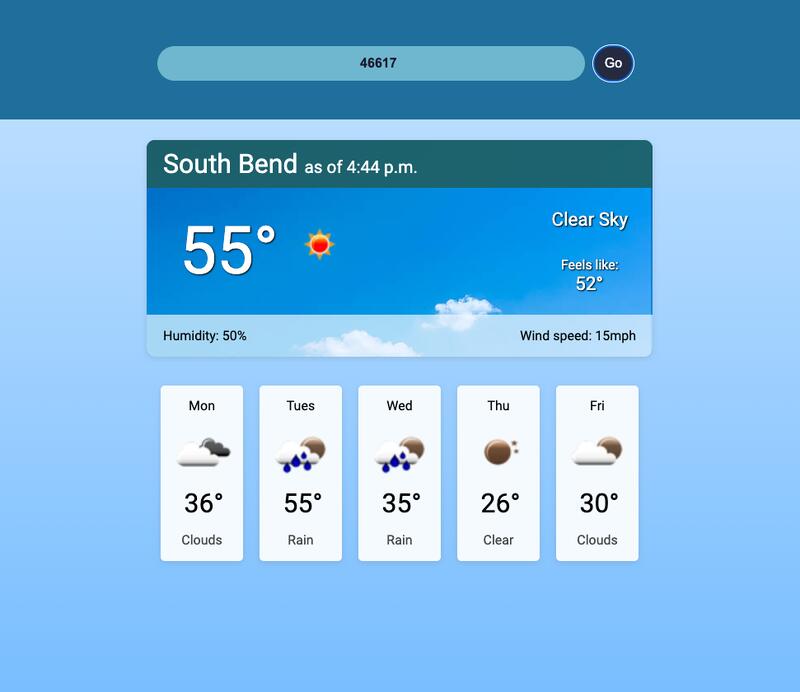 46617 Go
South Bend as of 4:44 p.m.
55° Clear Sky
Feels like:
52°
Humidity: 50% Wind speed: 15mph
Mon Tues Wed Thu Fri
36° 55° 35° 26° 30°
Clouds Rain Rain Clear Clouds